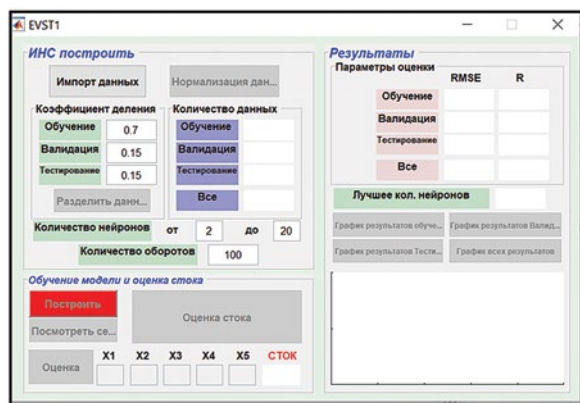 EVST1
ИНС построить
Импорт данных
Нормализация дан...
Коэффициент деления
Обучение 0.7
Валидация 0.15
Тестирование 0.15
Разделить данн...
Количество данных
Обучение
Валидация
Тестирование
Все
Количество нейронов от 2 до 20
Количество оборотов 100
Обучение модели и оценка стока
Построить
Посмотреть се...
Оценка стока
X1 X2 X3 X4 X5 СТОК
Оценка
Результаты
Параметры оценки
RMSE R
Обучение
Валидация
Тестирование
Все
Лучшее кол. нейронов
График результатов обуче...
График результатов Валид...
График результатов Тести...
График всех результатов